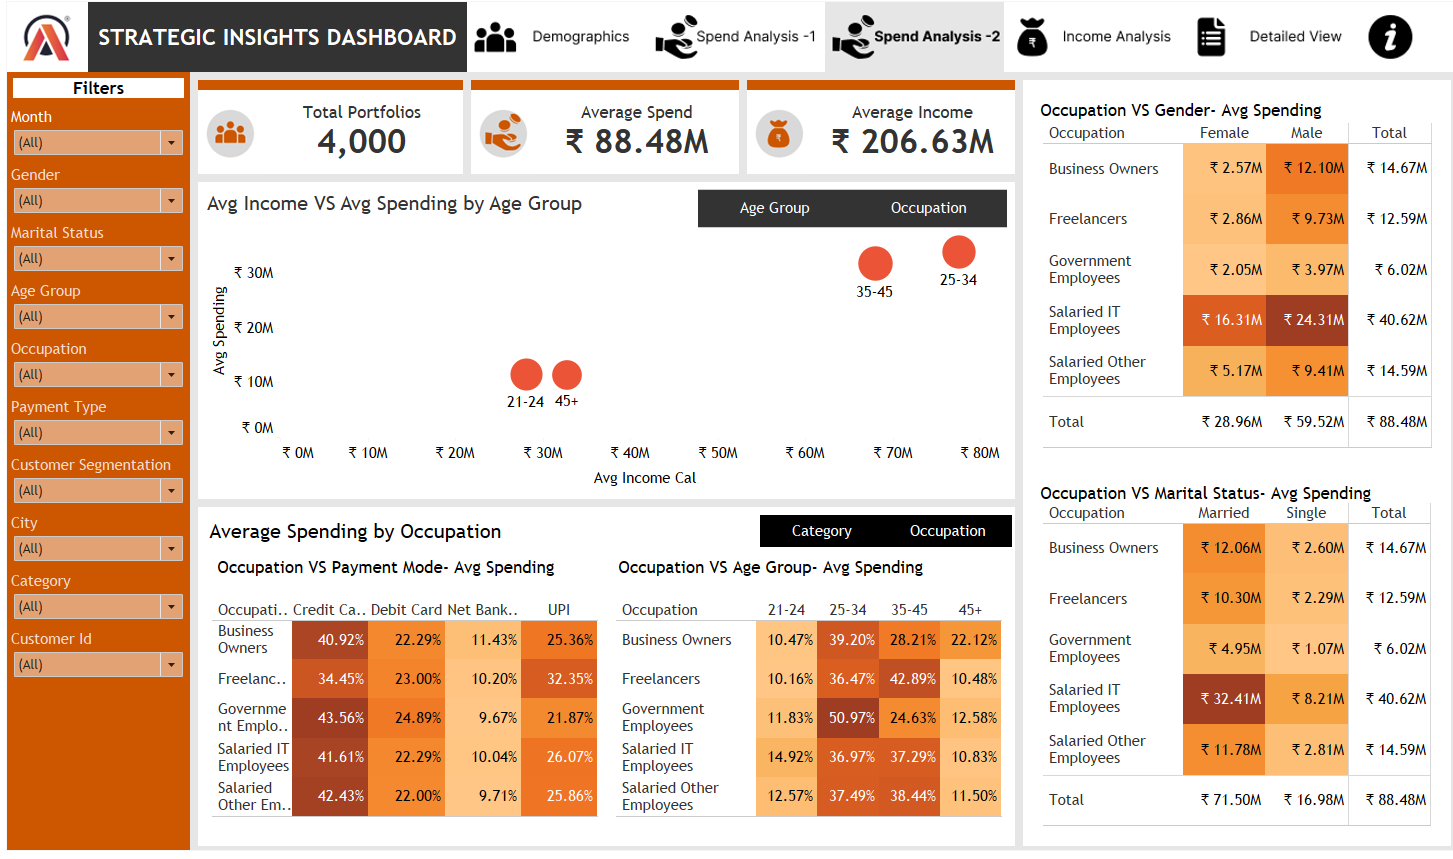 STRATEGIC INSIGHTS DASHBOARD
Demographics
Spend Analysis -1
Spend Analysis -2
Income Analysis
Detailed View
i
Filters
Month
(All)
Gender
(All)
Marital Status
(All)
Age Group
(All)
Occupation
(All)
Payment Type
(All)
Customer Segmentation
(All)
City
(All)
Category
(All)
Customer Id
(All)
Total Portfolios
4,000
Average Spend
₹ 88.48M
Average Income
₹ 206.63M
Avg Income VS Avg Spending by Age Group
Age Group Occupation
Avg Spending
₹ 30M
₹ 20M
₹ 10M
₹ 0M
35-45
25-34
21-24
45+
₹ 0M ₹ 10M ₹ 20M ₹ 30M ₹ 40M ₹ 50M ₹ 60M ₹ 70M ₹ 80M
Avg Income Cal
Average Spending by Occupation
Category Occupation
Occupation VS Payment Mode- Avg Spending
Occupati.. Credit Ca.. Debit Card Net Bank.. UPI
Business
Owners 40.92% 22.29% 11.43% 25.36%
Freelanc.. 34.45% 23.00% 10.20% 32.35%
Governme
nt Emplo.. 43.56% 24.89% 9.67% 21.87%
Salaried IT
Employees 41.61% 22.29% 10.04% 26.07%
Salaried
Other Em.. 42.43% 22.00% 9.71% 25.86%
Occupation VS Age Group- Avg Spending
Occupation 21-24 25-34 35-45 45+
Business Owners 10.47% 39.20% 28.21% 22.12%
Freelancers 10.16% 36.47% 42.89% 10.48%
Government
Employees 11.83% 50.97% 24.63% 12.58%
Salaried IT
Employees 14.92% 36.97% 37.29% 10.83%
Salaried Other
Employees 12.57% 37.49% 38.44% 11.50%
Occupation VS Gender- Avg Spending
Occupation Female Male Total
Business Owners ₹ 2.57M ₹ 12.10M ₹ 14.67M
Freelancers ₹ 2.86M ₹ 9.73M ₹ 12.59M
Government
Employees ₹ 2.05M ₹ 3.97M ₹ 6.02M
Salaried IT
Employees ₹ 16.31M ₹ 24.31M ₹ 40.62M
Salaried Other
Employees ₹ 5.17M ₹ 9.41M ₹ 14.59M
Total ₹ 28.96M ₹ 59.52M ₹ 88.48M
Occupation VS Marital Status- Avg Spending
Occupation Married Single Total
Business Owners ₹ 12.06M ₹ 2.60M ₹ 14.67M
Freelancers ₹ 10.30M ₹ 2.29M ₹ 12.59M
Government
Employees ₹ 4.95M ₹ 1.07M ₹ 6.02M
Salaried IT
Employees ₹ 32.41M ₹ 8.21M ₹ 40.62M
Salaried Other
Employees ₹ 11.78M ₹ 2.81M ₹ 14.59M
Total ₹ 71.50M ₹ 16.98M ₹ 88.48M